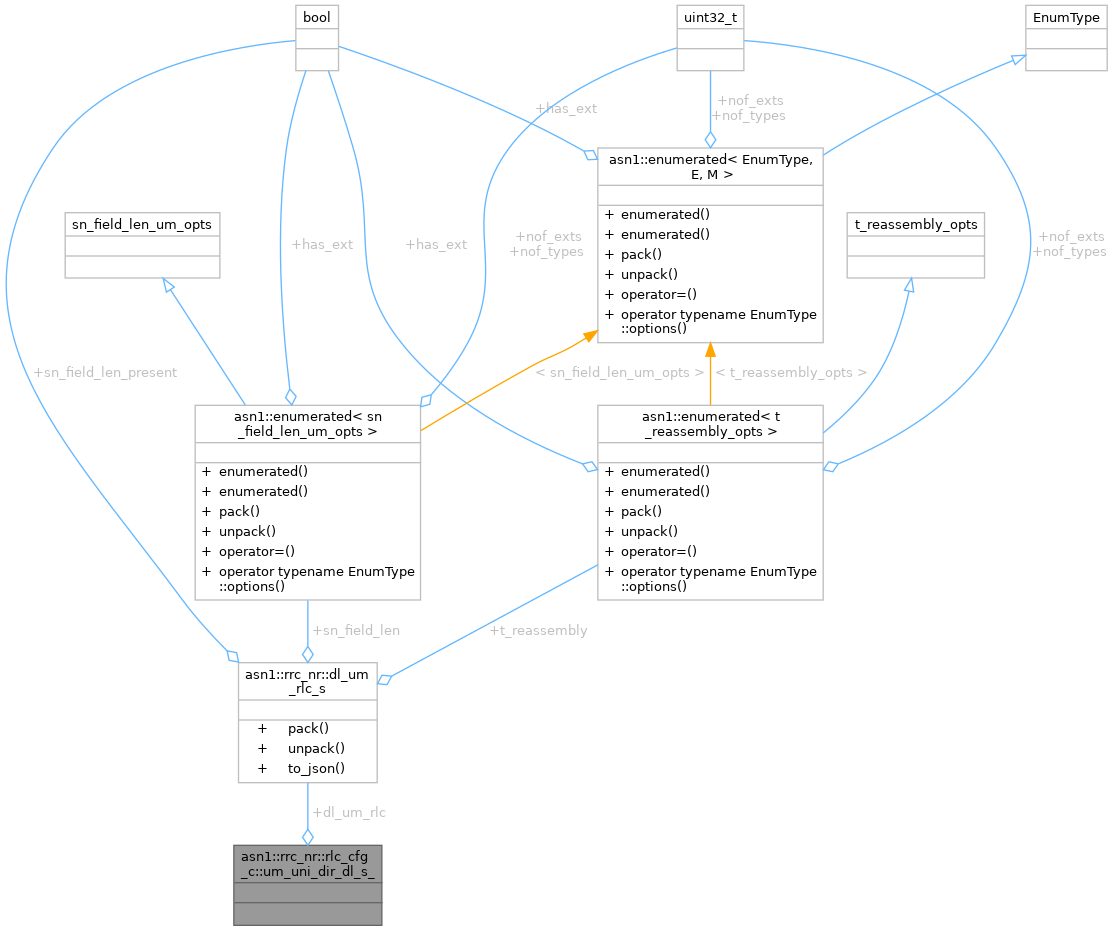 bool
uint32_t
EnumType
+has_ext
+nof_exts
+nof_types
asn1::enumerated< EnumType,
E, M >
+ enumerated()
+ enumerated()
+ pack()
+ unpack()
+ operator=()
+ operator typename EnumType
::options()
sn_field_len_um_opts
t_reassembly_opts
+has_ext
+has_ext
+nof_exts
+nof_types
+nof_exts
+nof_types
+sn_field_len_present
< sn_field_len_um_opts >
< t_reassembly_opts >
asn1::enumerated< sn
_field_len_um_opts >
+ enumerated()
+ enumerated()
+ pack()
+ unpack()
+ operator=()
+ operator typename EnumType
::options()
asn1::enumerated< t
_reassembly_opts >
+ enumerated()
+ enumerated()
+ pack()
+ unpack()
+ operator=()
+ operator typename EnumType
::options()
+sn_field_len
+t_reassembly
asn1::rrc_nr::dl_um
_rlc_s
+ pack()
+ unpack()
+ to_json()
+dl_um_rlc
asn1::rrc_nr::rlc_cfg
_c::um_uni_dir_dl_s_